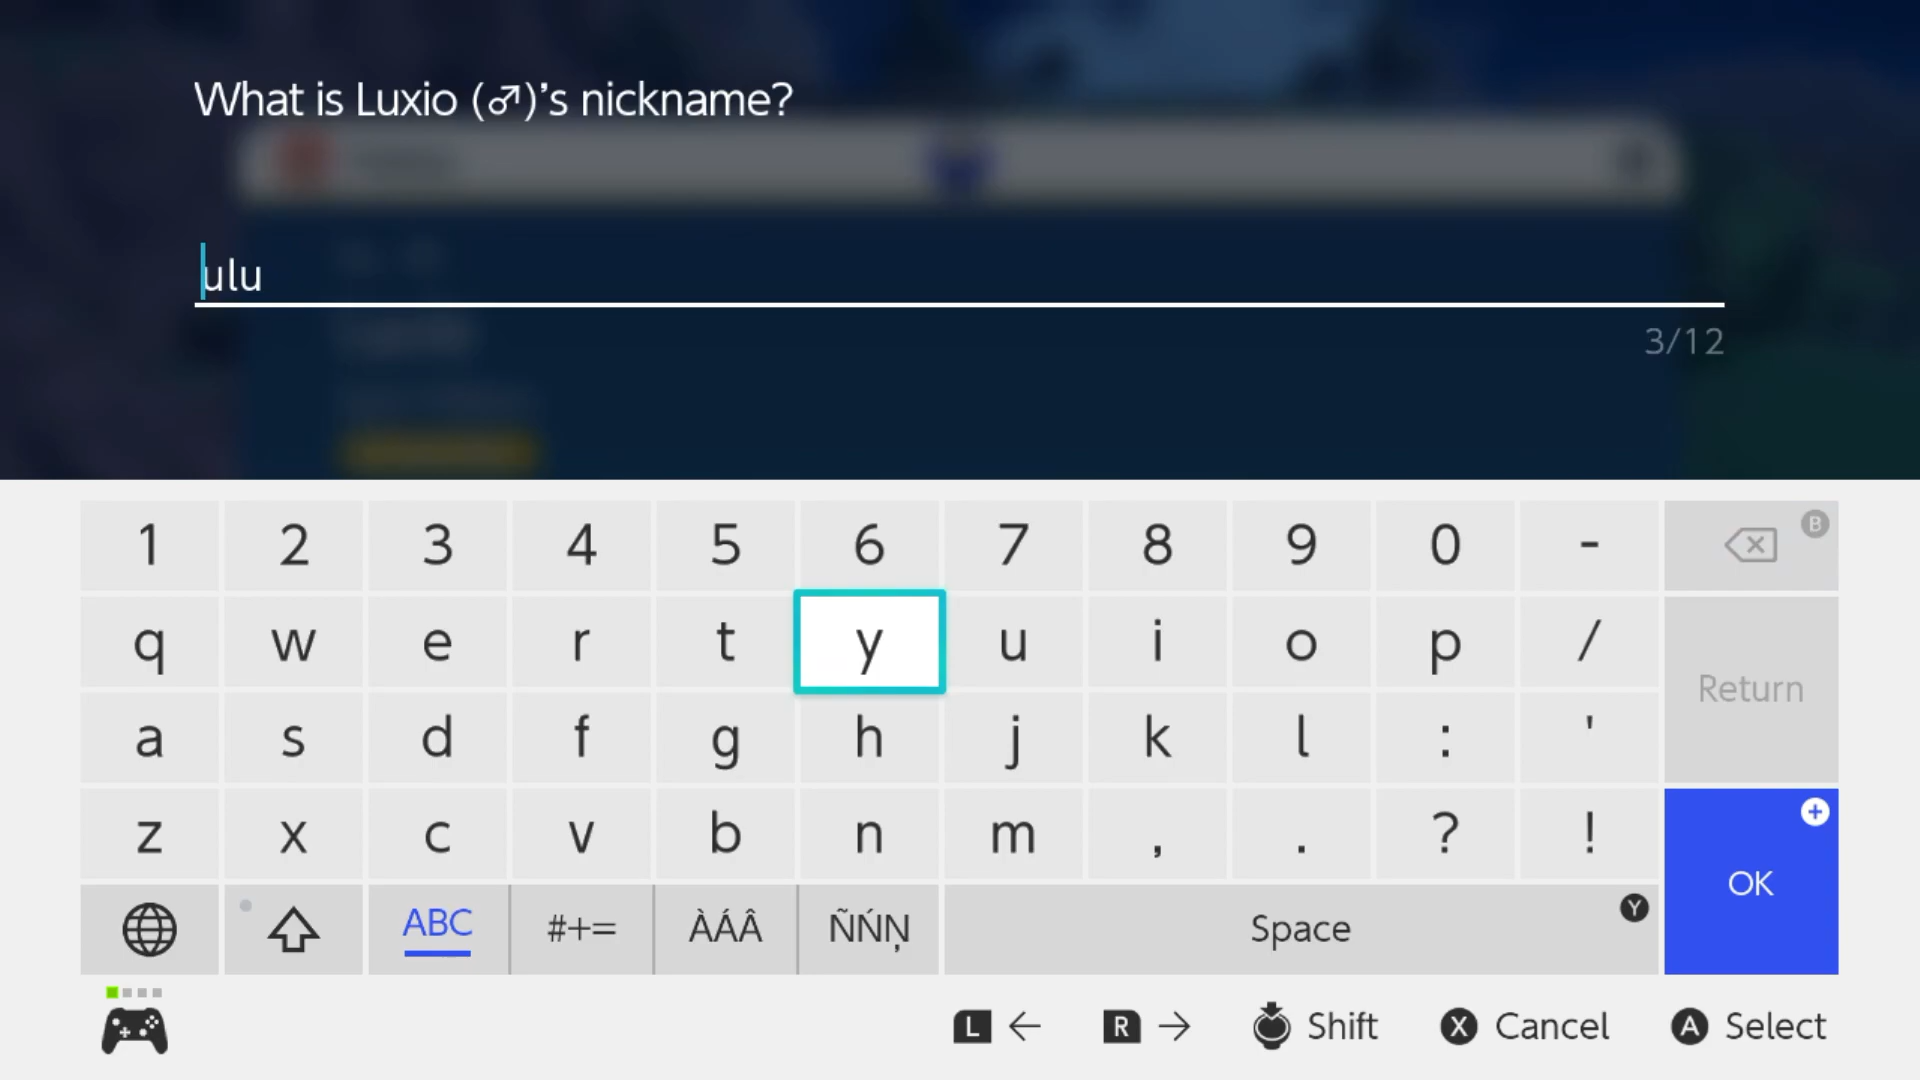 What is Luxio (♂)’s nickname?
ulu
3/12
1 2 3 4 5 6 7 8 9 0 - B
q w e r t y u i o p /
Return
a s d f g h j k l : '
z x c v b n m , . ? ! +
OK
ABC #+= ÀÁÂ ÑŃŅ Space Y
L ← R → Shift X Cancel A Select